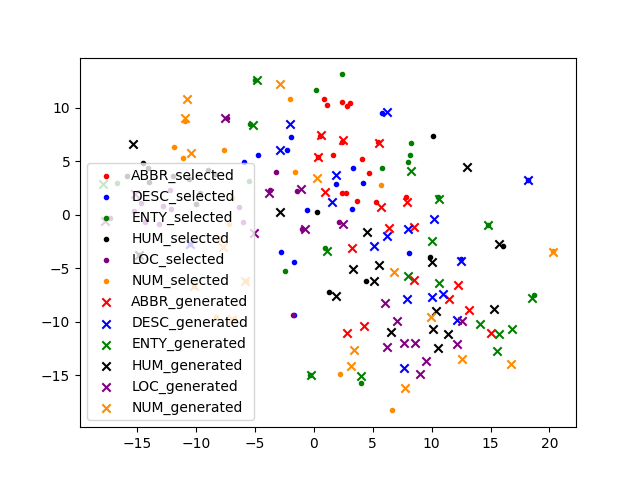 10
5
0
−5
−10
−15
ABBR_selected
DESC_selected
ENTY_selected
HUM_selected
LOC_selected
NUM_selected
ABBR_generated
DESC_generated
ENTY_generated
HUM_generated
LOC_generated
NUM_generated
−15 −10 −5 0 5 10 15 20